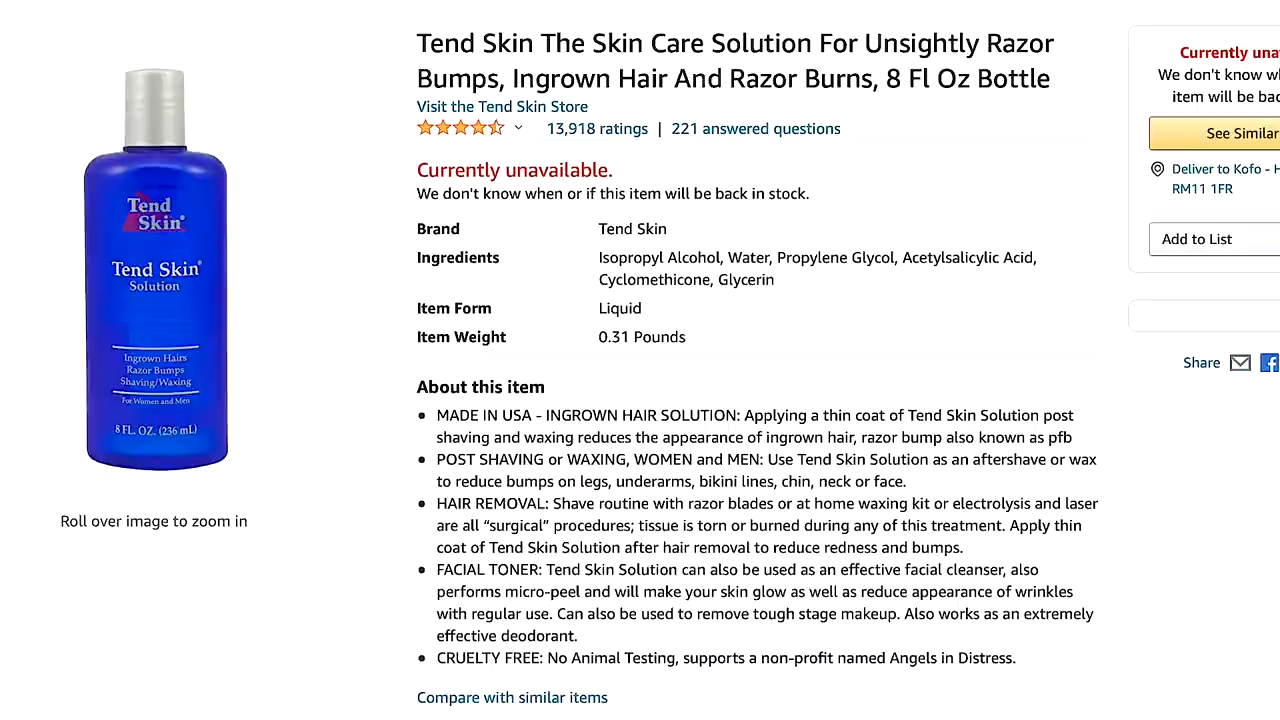 Tend Skin The Skin Care Solution For Unsightly Razor
Bumps, Ingrown Hair And Razor Burns, 8 Fl Oz Bottle
Visit the Tend Skin Store
13,918 ratings | 221 answered questions
Currently unavailable.
We don't know when or if this item will be back in stock.
Brand Tend Skin
Ingredients Isopropyl Alcohol, Water, Propylene Glycol, Acetylsalicylic Acid,
Cyclomethicone, Glycerin
Item Form Liquid
Item Weight 0.31 Pounds
About this item
• MADE IN USA - INGROWN HAIR SOLUTION: Applying a thin coat of Tend Skin Solution post
shaving and waxing reduces the appearance of ingrown hair, razor bump also known as pfb
• POST SHAVING or WAXING, WOMEN and MEN: Use Tend Skin Solution as an aftershave or wax
to reduce bumps on legs, underarms, bikini lines, chin, neck or face.
• HAIR REMOVAL: Shave routine with razor blades or at home waxing kit or electrolysis and laser
are all “surgical” procedures; tissue is torn or burned during any of this treatment. Apply thin
coat of Tend Skin Solution after hair removal to reduce redness and bumps.
• FACIAL TONER: Tend Skin Solution can also be used as an effective facial cleanser, also
performs micro-peel and will make your skin glow as well as reduce appearance of wrinkles
with regular use. Can also be used to remove tough stage makeup. Also works as an extremely
effective deodorant.
• CRUELTY FREE: No Animal Testing, supports a non-profit named Angels in Distress.
Compare with similar items
Tend
Skin®
Tend Skin®
Solution
Ingrown Hairs
Razor Bumps
Shaving/Waxing
For Women and Men
8 FL. OZ. (236 mL)
Roll over image to zoom in
Currently una
We don't know w
item will be bac
See Similar
Deliver to Kofo - H
RM11 1FR
Add to List
Share